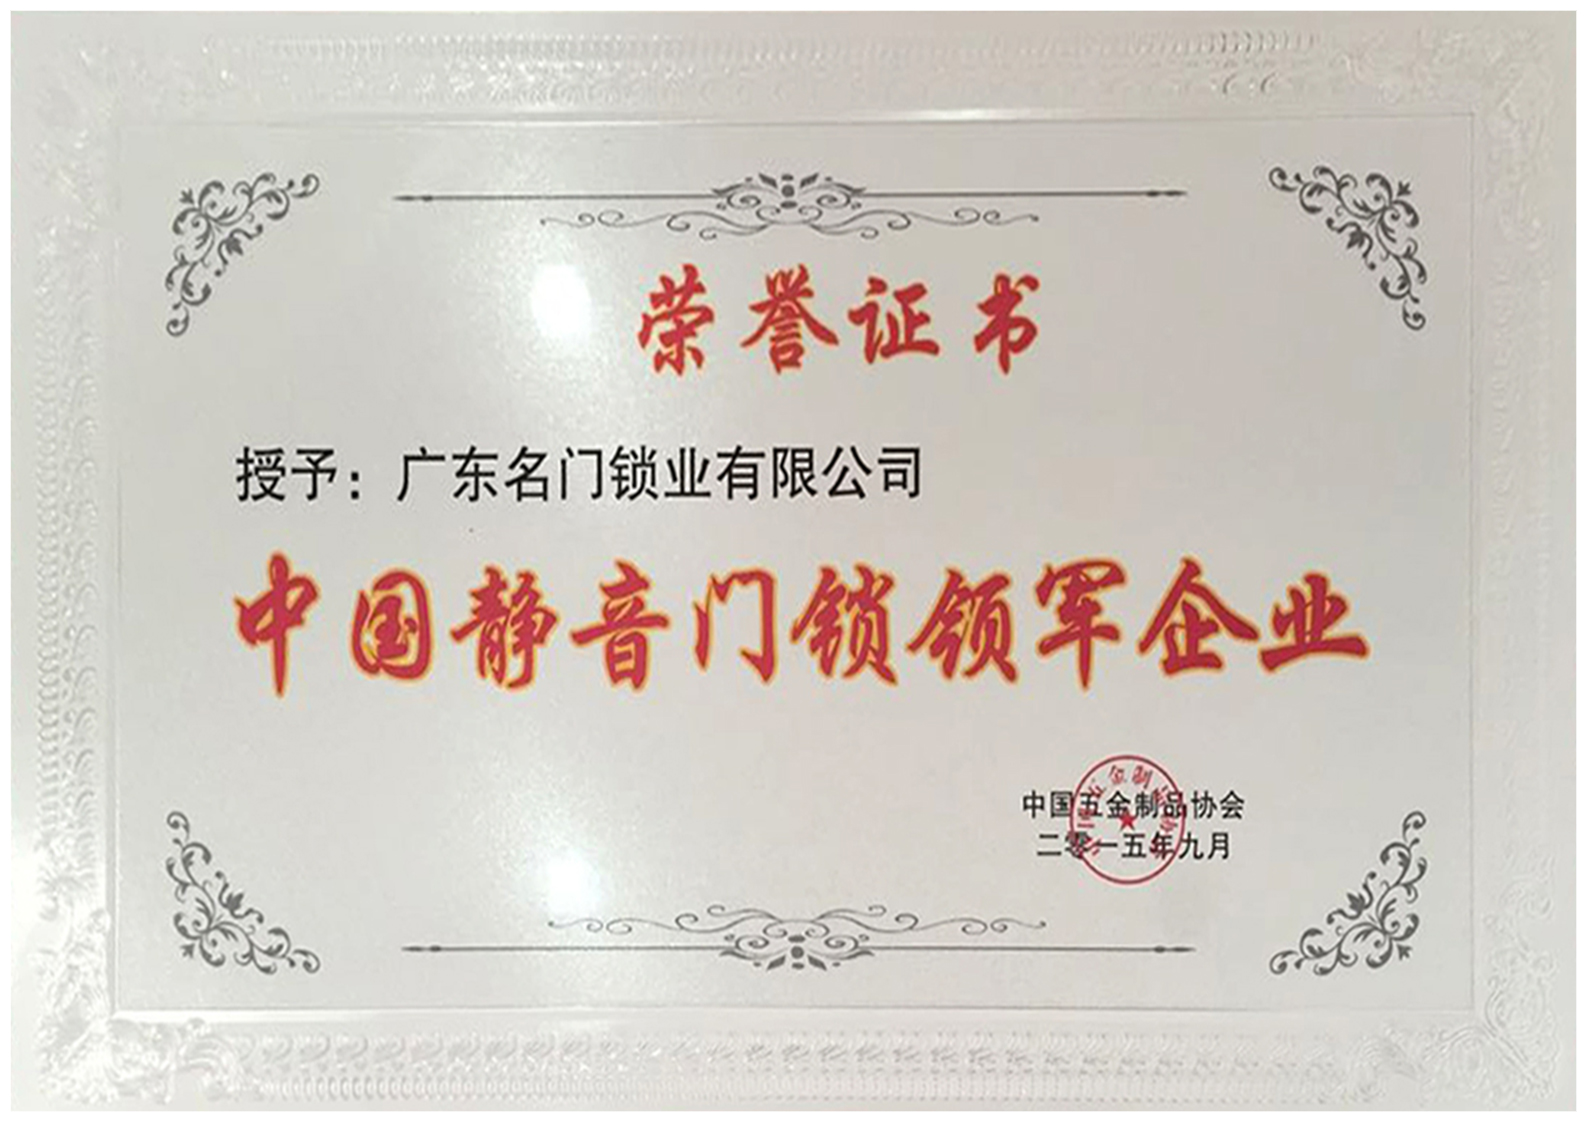 荣誉证书
授予：广东名门锁业有限公司
中国静音门锁领军企业
中国五金制品协会
二零一五年九月